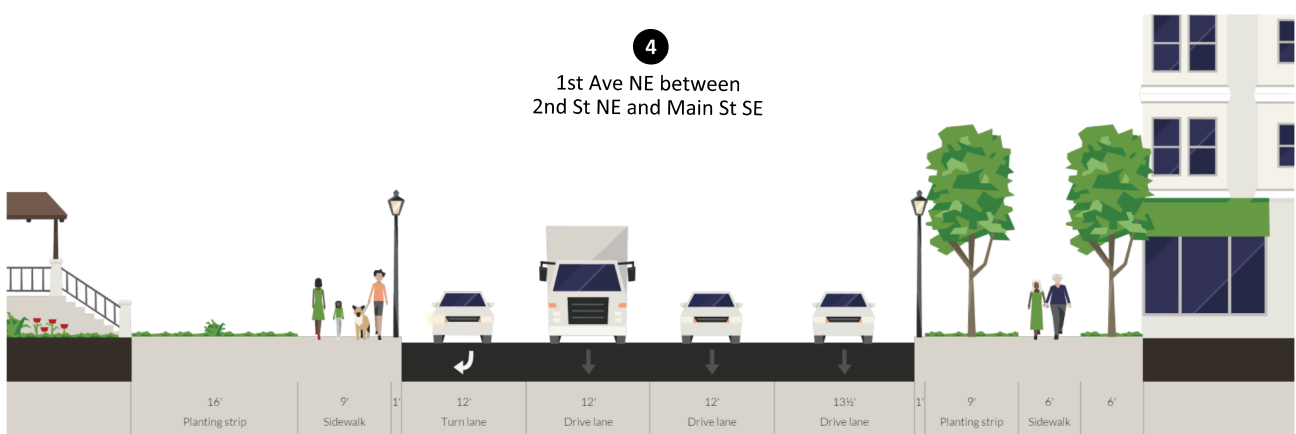 4
1st Ave NE between
2nd St NE and Main St SE
16' 9' 1' 12' 12' 12' 13½' 1' 9' 6' 6'
Planting strip Sidewalk Turn lane Drive lane Drive lane Drive lane Planting strip Sidewalk